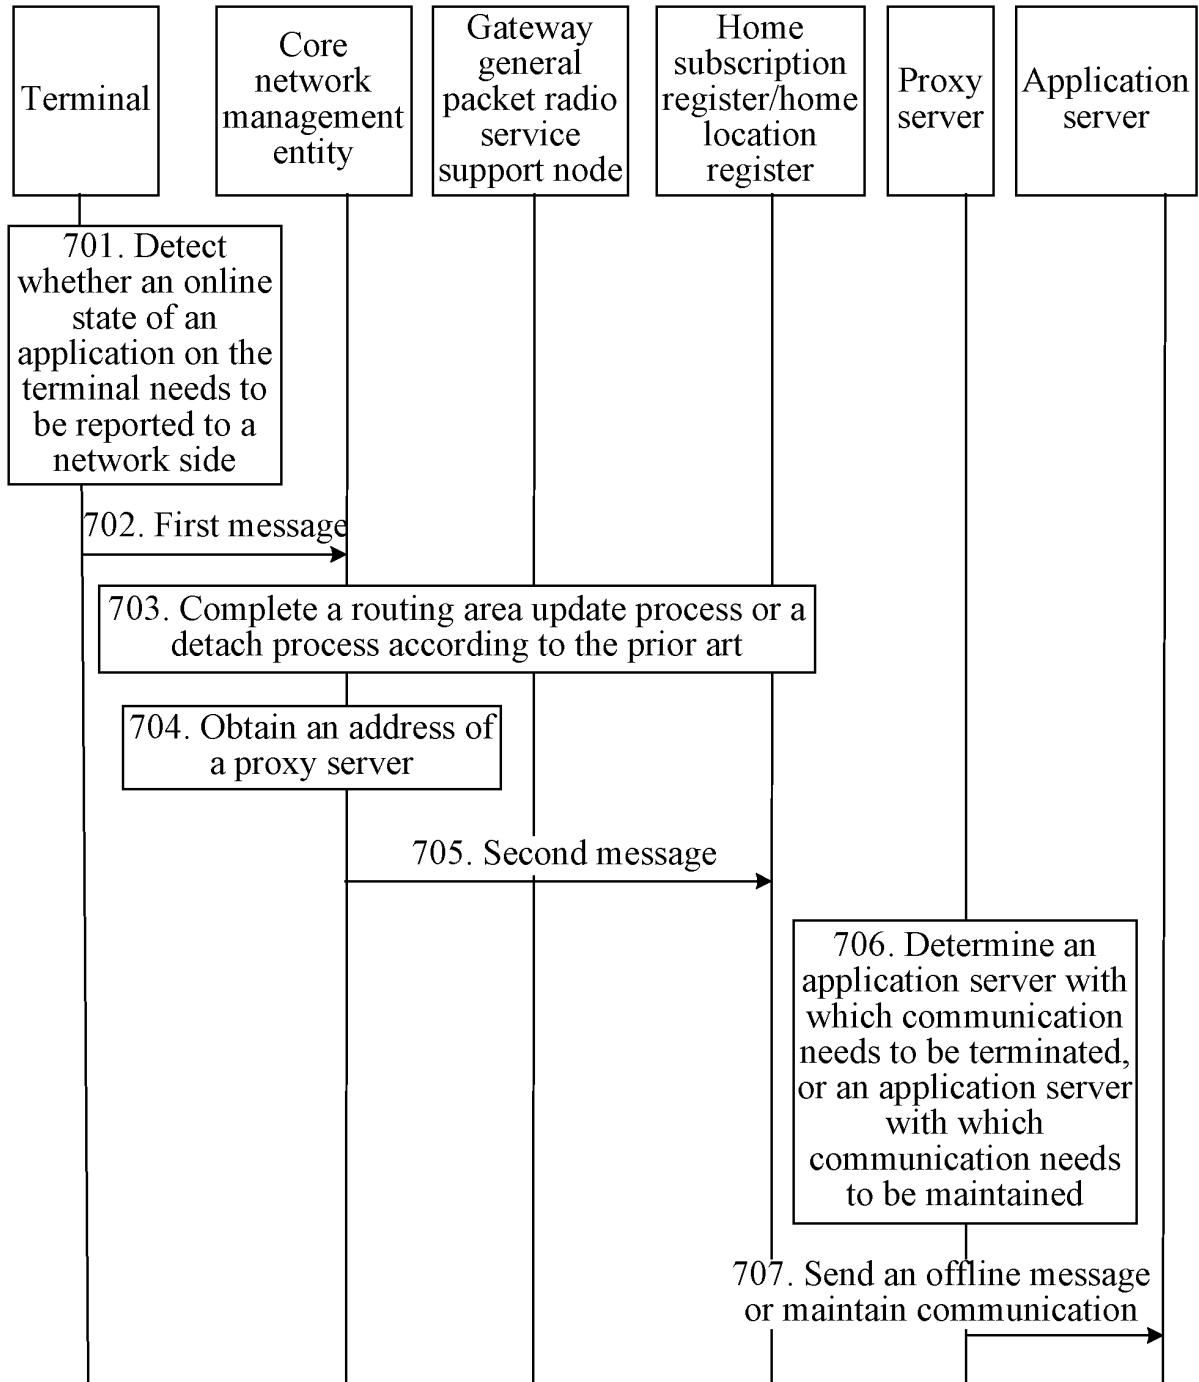 Terminal
Core
network
management
entity
Gateway
general
packet radio
service
support node
Home
subscription
register/home
location
register
Proxy
server
Application
server
701. Detect
whether an online
state of an
application on the
terminal needs to
be reported to a
network side
702. First message
703. Complete a routing area update process or a
detach process according to the prior art
704. Obtain an address of
a proxy server
705. Second message
706. Determine an
application server with
which communication
needs to be terminated,
or an application server
with which
communication needs
to be maintained
707. Send an offline message
or maintain communication